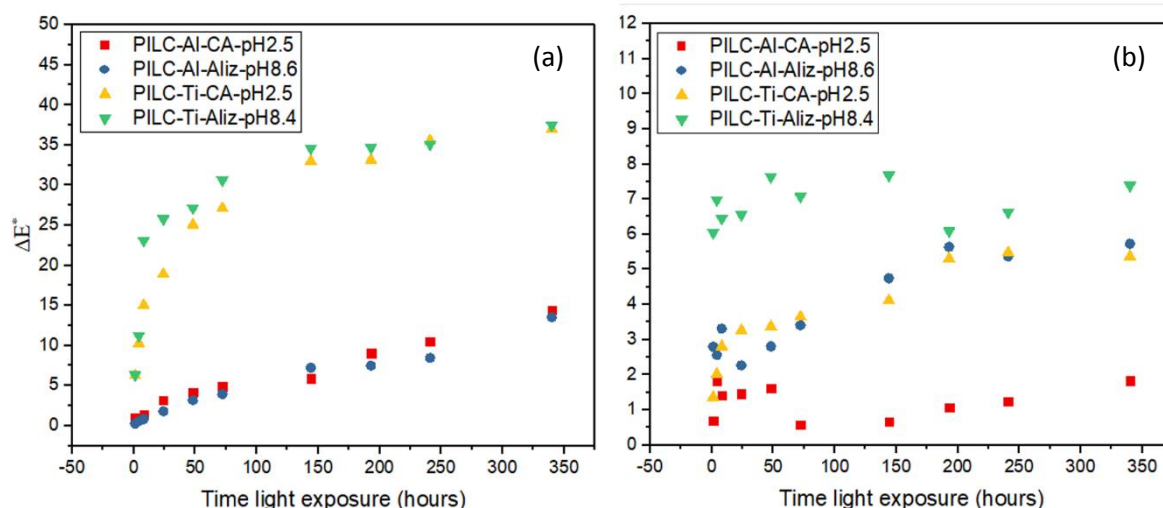 50
45
40
35
30
25
20
15
10
5
0
ΔE*
PILC-Al-CA-pH2.5
PILC-Al-Aliz-pH8.6
PILC-Ti-CA-pH2.5
PILC-Ti-Aliz-pH8.4
(a)
-50 0 50 100 150 200 250 300 350
Time light exposure (hours)
12
11
10
9
8
7
6
5
4
3
2
1
0
PILC-Al-CA-pH2.5
PILC-Al-Aliz-pH8.6
PILC-Ti-CA-pH2.5
PILC-Ti-Aliz-pH8.4
(b)
-50 0 50 100 150 200 250 300 350
Time light exposure (hours)